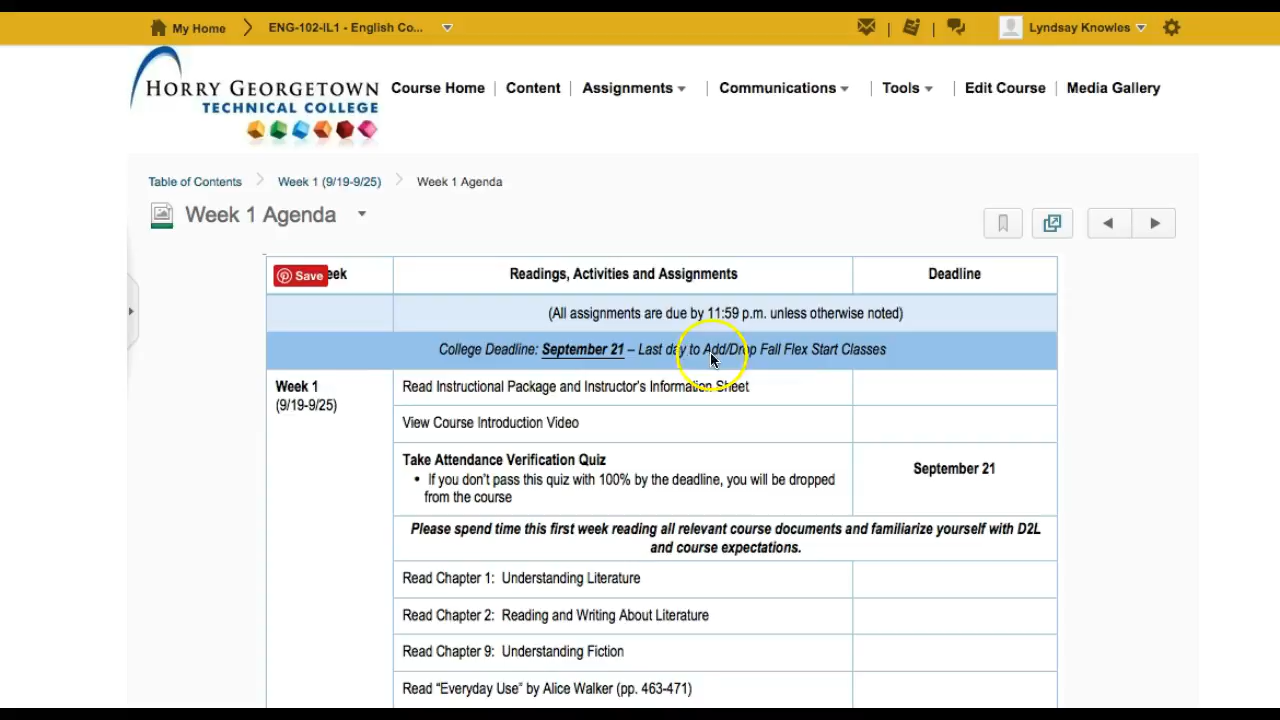 My Home
ENG-102-IL1 - English Co...
Lyndsay Knowles
HORRY GEORGETOWN
TECHNICAL COLLEGE
Course Home
Content
Assignments
Communications
Tools
Edit Course
Media Gallery
Table of Contents
Week 1 (9/19-9/25)
Week 1 Agenda
Week 1 Agenda
Save
Readings, Activities and Assignments
Deadline
(All assignments are due by 11:59 p.m. unless otherwise noted)
College Deadline: September 21 – Last day to Add/Drop Fall Flex Start Classes
Week 1
(9/19-9/25)
Read Instructional Package and Instructor's Information Sheet
View Course Introduction Video
Take Attendance Verification Quiz
• If you don't pass this quiz with 100% by the deadline, you will be dropped
from the course
September 21
Please spend time this first week reading all relevant course documents and familiarize yourself with D2L
and course expectations.
Read Chapter 1: Understanding Literature
Read Chapter 2: Reading and Writing About Literature
Read Chapter 9: Understanding Fiction
Read "Everyday Use" by Alice Walker (pp. 463-471)